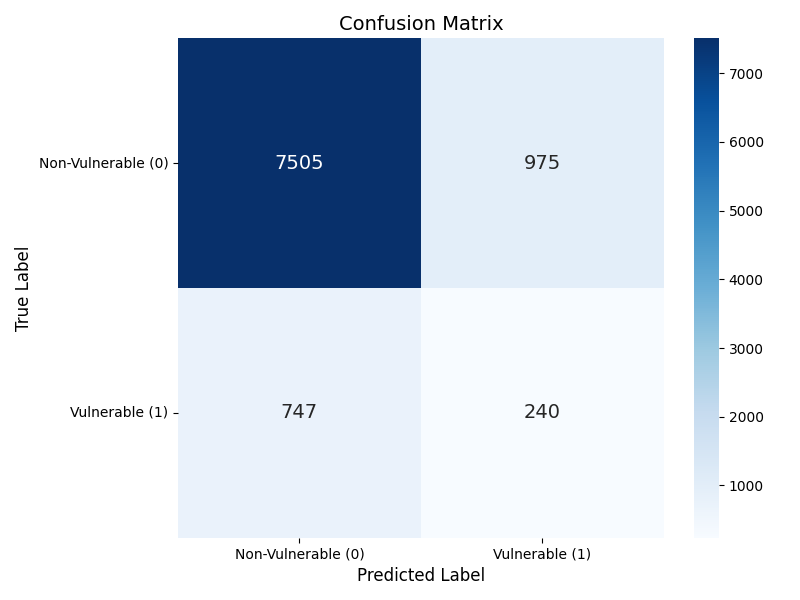 Confusion Matrix
True Label
Non-Vulnerable (0)
7505
975
Vulnerable (1)
747
240
Non-Vulnerable (0)
Vulnerable (1)
Predicted Label
7000
6000
5000
4000
3000
2000
1000